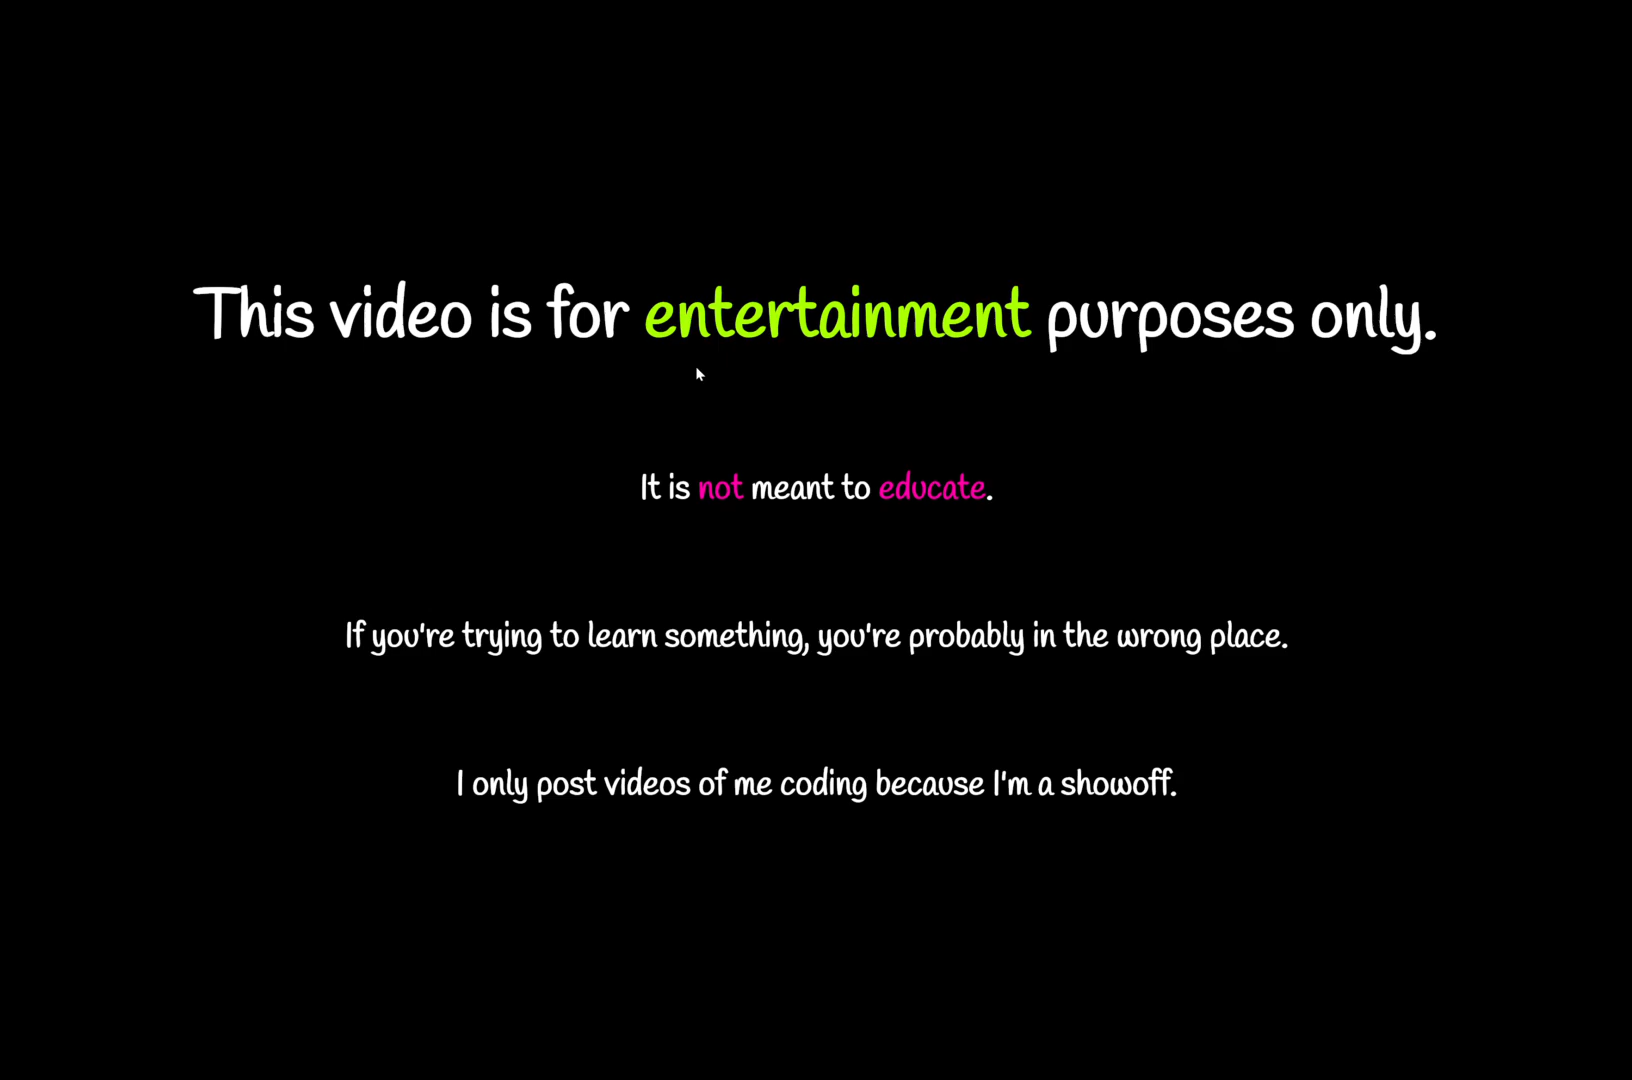 This video is for entertainment purposes only.
It is not meant to educate.
If you're trying to learn something, you're probably in the wrong place.
I only post videos of me coding because I'm a showoff.